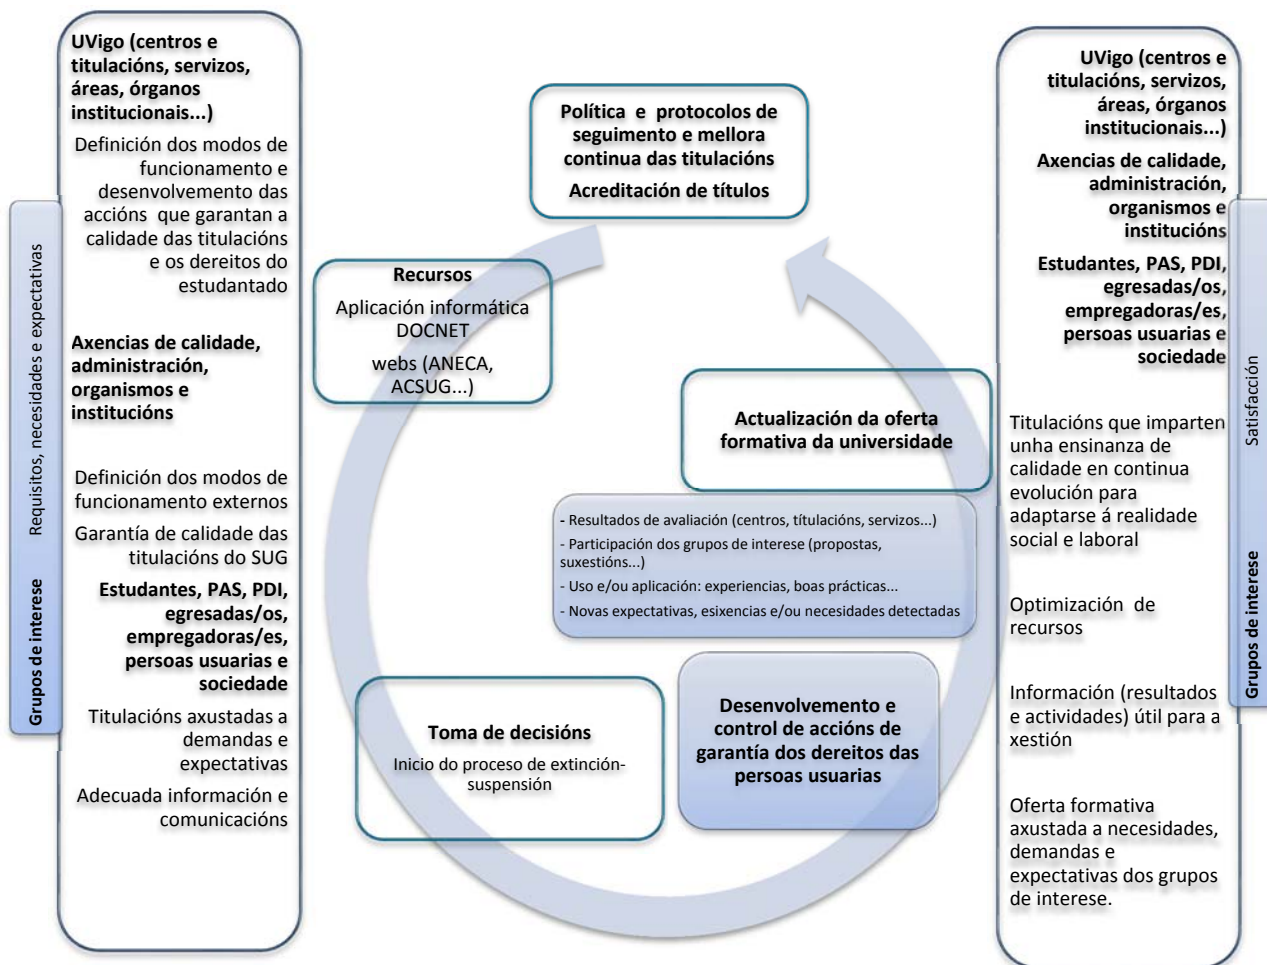 Requisitos, necesidades e expectativas
Grupos de interese
UVigo (centros e
titulacións, servizos,
áreas, órganos
institucionais...)
Definición dos modos de
funcionamento e
desenvolvemento das
accións que garantan a
calidade das titulacións
e os dereitos do
estudantado
Axencias de calidade,
administración,
organismos e
institucións
Definición dos modos de
funcionamento externos
Garantía de calidade das
titulacións do SUG
Estudantes, PAS, PDI,
egresadas/os,
empregadoras/es,
persoas usuarias e
sociedade
Titulacións axustadas a
demandas e
expectativas
Adecuada información e
comunicacións
Política e protocolos de
seguimento e mellora
continua das titulacións
Acreditación de títulos
Recursos
Aplicación informática
DOCNET
webs (ANECA,
ACSUG...)
Actualización da oferta
formativa da universidade
- Resultados de avaliación (centros, títulacións, servizos...)
- Participación dos grupos de interese (propostas,
suxestións...)
- Uso e/ou aplicación: experiencias, boas prácticas...
- Novas expectativas, esixencias e/ou necesidades detectadas
Toma de decisións
Inicio do proceso de extinción-
suspensión
Desenvolvemento e
control de accións de
garantía dos dereitos das
persoas usuarias
UVigo (centros e
titulacións, servizos,
áreas, órganos
institucionais...)
Axencias de calidade,
administración,
organismos e
institucións
Estudantes, PAS, PDI,
egresadas/os,
empregadoras/es,
persoas usuarias e
sociedade
Titulacións que imparten
unha ensinanza de
calidade en continua
evolución para
adaptarse á realidade
social e laboral
Optimización de
recursos
Información (resultados
e actividades) útil para a
xestión
Oferta formativa
axustada a necesidades,
demandas e
expectativas dos grupos
de interese.
Satisfacción
Grupos de interese